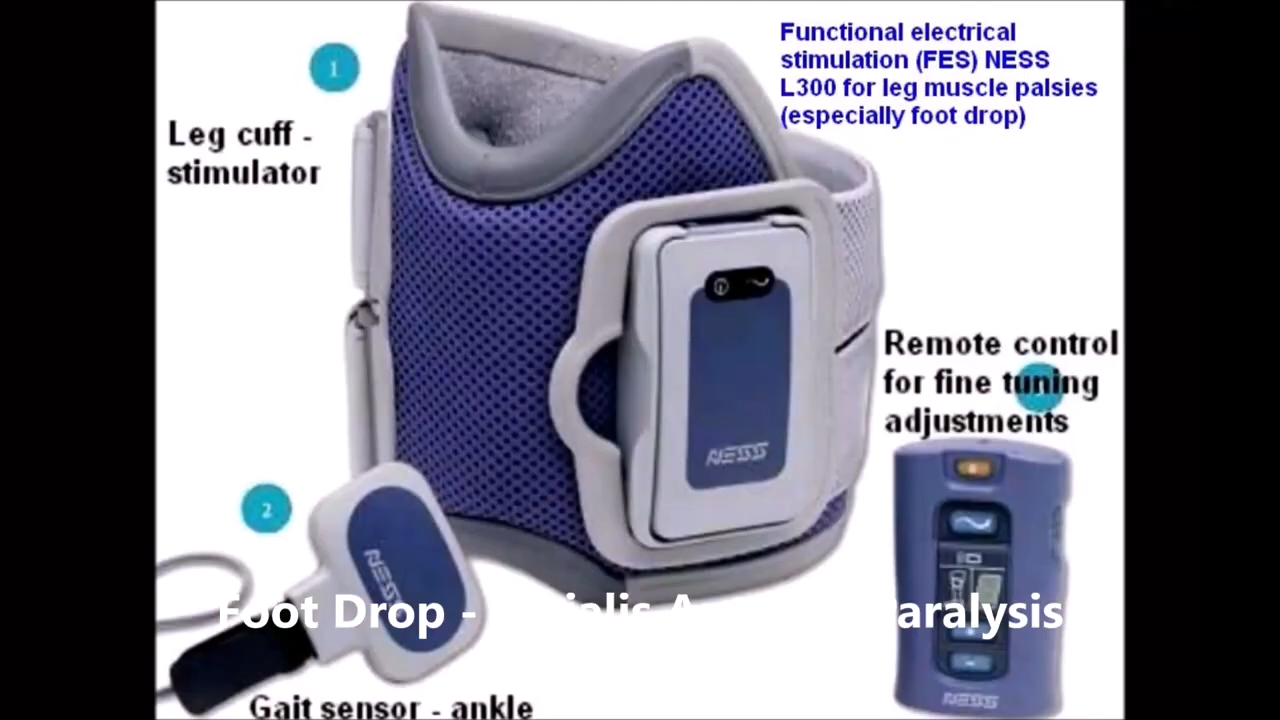 Functional electrical
stimulation (FES) NESS
L300 for leg muscle palsies
(especially foot drop)
1
Leg cuff -
stimulator
NESS
Remote control
for fine tuning
adjustments
2
NESS
Foot Drop - Paralysis
NESS
Gait sensor - ankle